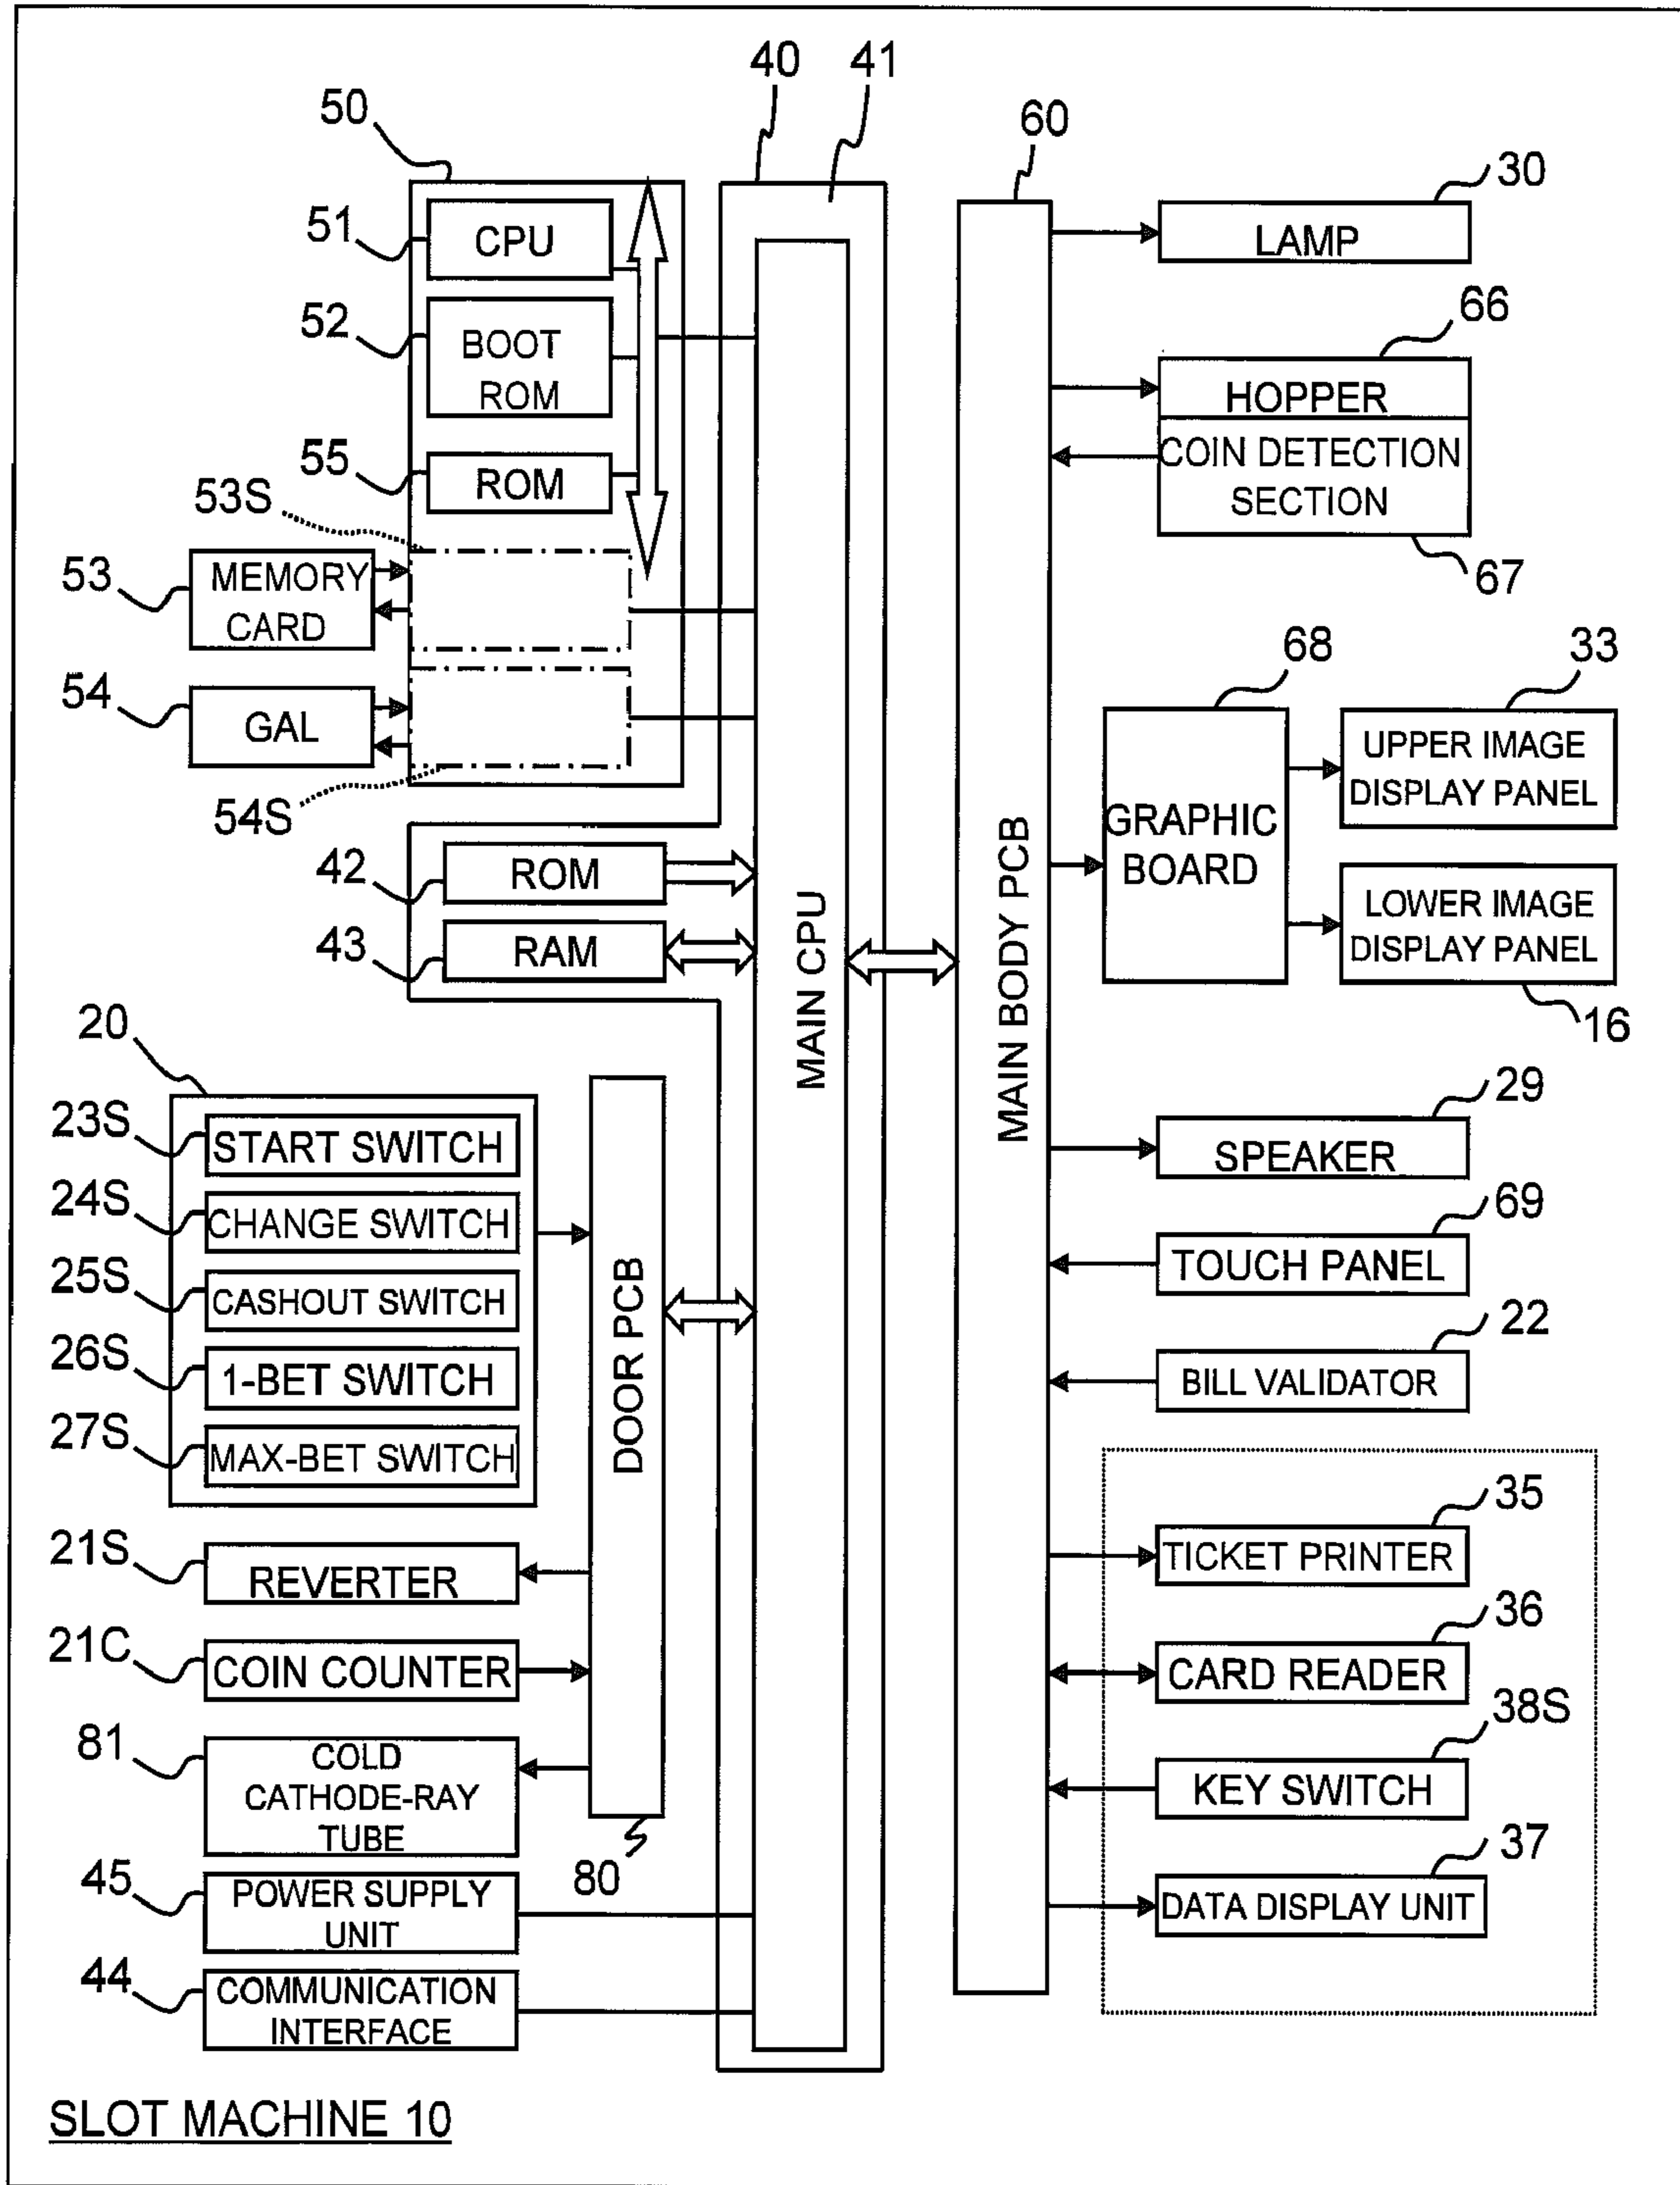 40
41
50
60
30
LAMP
51
CPU
66
52
BOOT
ROM
HOPPER
COIN DETECTION
SECTION
67
55
ROM
53S
53
MEMORY
CARD
54
GAL
54S
68
33
GRAPHIC
BOARD
UPPER IMAGE
DISPLAY PANEL
LOWER IMAGE
DISPLAY PANEL
16
42
ROM
43
RAM
MAIN CPU
MAIN BODY PCB
20
23S
START SWITCH
24S
CHANGE SWITCH
25S
CASHOUT SWITCH
26S
1-BET SWITCH
27S
MAX-BET SWITCH
DOOR PCB
29
SPEAKER
69
TOUCH PANEL
22
BILL VALIDATOR
21S
REVERTER
21C
COIN COUNTER
81
COLD
CATHODE-RAY
TUBE
80
45
POWER SUPPLY
UNIT
44
COMMUNICATION
INTERFACE
35
TICKET PRINTER
36
CARD READER
38S
KEY SWITCH
37
DATA DISPLAY UNIT
SLOT MACHINE 10